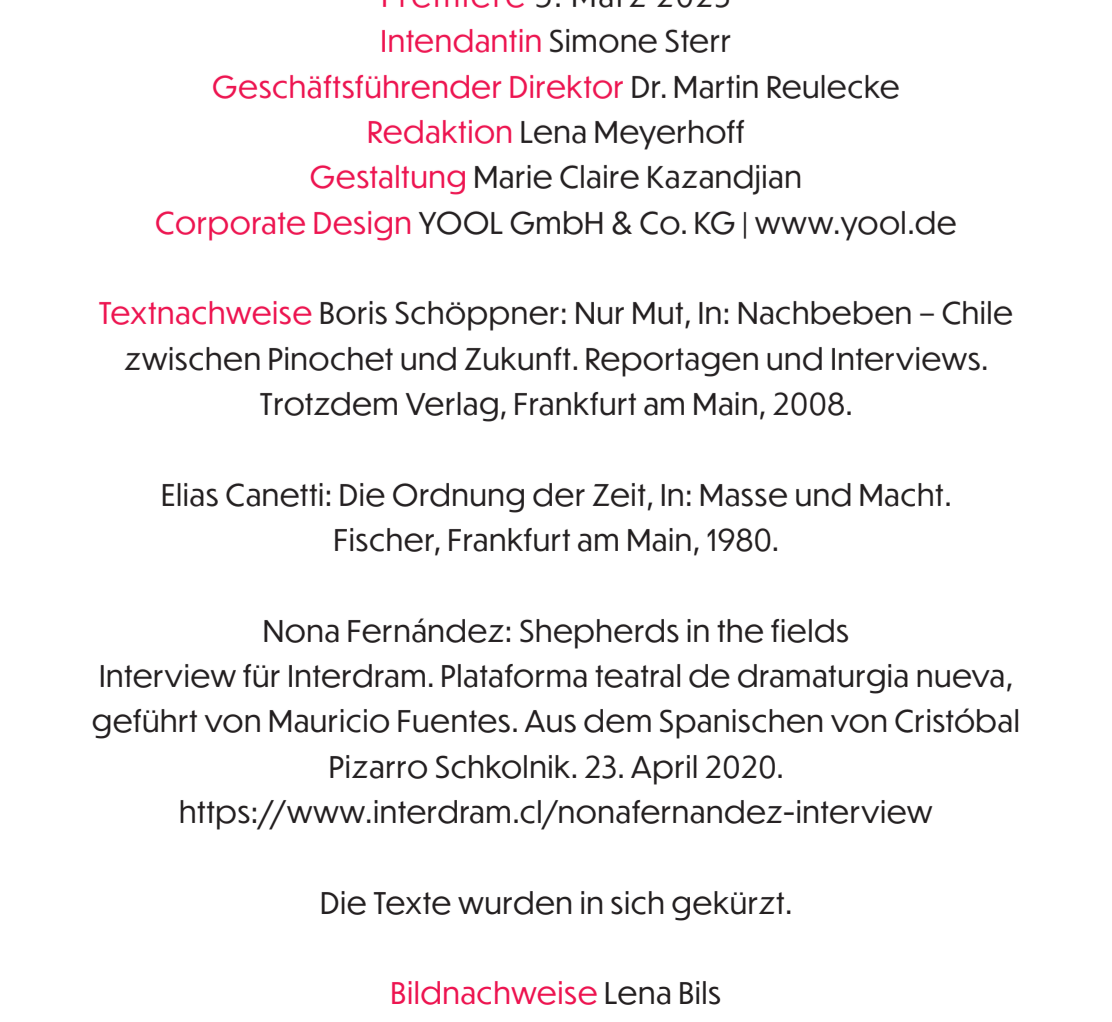 Premiere 5. März 2023
Intendantin Simone Sterr
Geschäftsführender Direktor Dr. Martin Reulecke
Redaktion Lena Meyerhoff
Gestaltung Marie Claire Kazandjian
Corporate Design YOOL GmbH & Co. KG | www.yool.de
Textnachweise Boris Schöppner: Nur Mut, In: Nachbeben – Chile
zwischen Pinochet und Zukunft. Reportagen und Interviews.
Trotzdem Verlag, Frankfurt am Main, 2008.
Elias Canetti: Die Ordnung der Zeit, In: Masse und Macht.
Fischer, Frankfurt am Main, 1980.
Nona Fernández: Shepherds in the fields
Interview für Interdram. Plataforma teatral de dramaturgia nueva,
geführt von Mauricio Fuentes. Aus dem Spanischen von Cristóbal
Pizarro Schkolnik. 23. April 2020.
https://www.interdram.cl/nonafernandez-interview
Die Texte wurden in sich gekürzt.
Bildnachweise Lena Bils